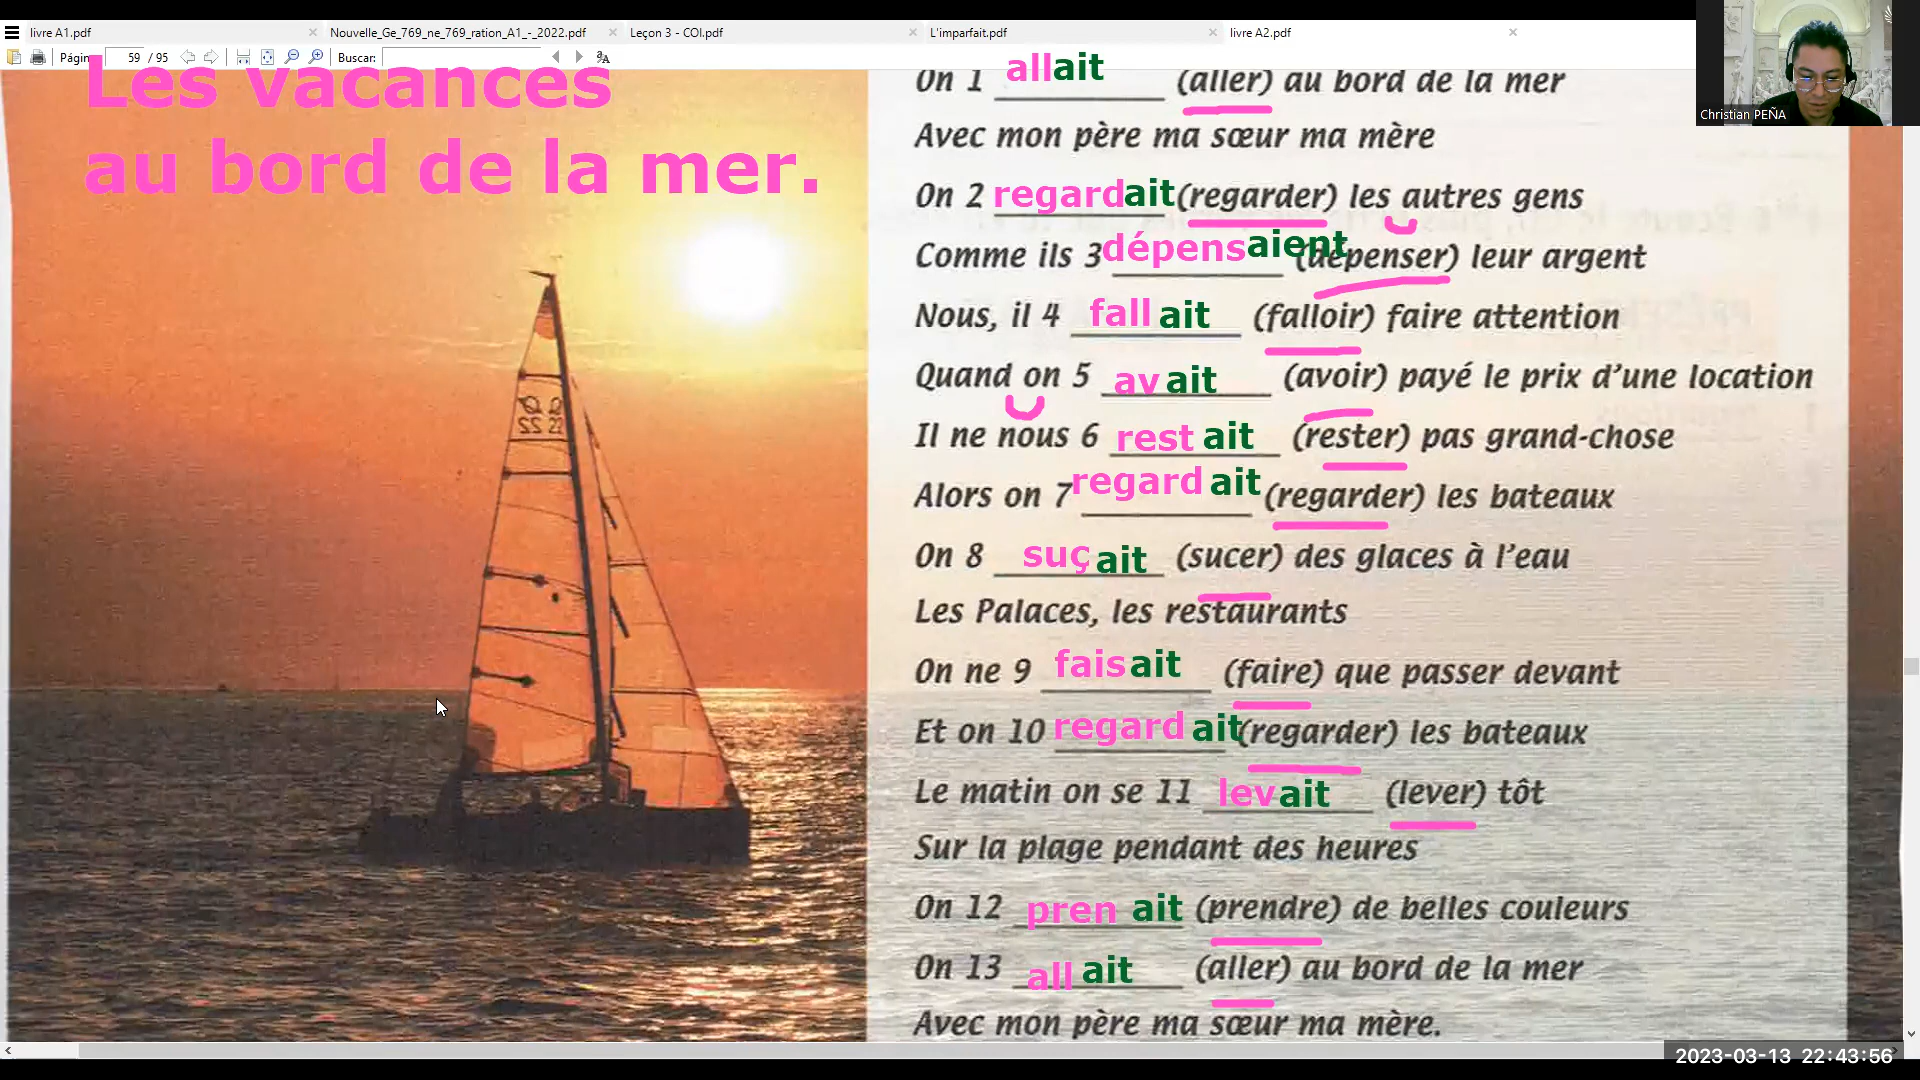 livre A1.pdf Nouvelle_Ge_769_ne_769_ration_A1_-_2022.pdf Leçon 3 - COI.pdf L'imparfait.pdf livre A2.pdf
59 / 95 Buscar:
Christian PEÑA
Les vacances
au bord de la mer.
On 1 allait (aller) au bord de la mer
Avec mon père ma sœur ma mère
On 2 regardait (regarder) les autres gens
Comme ils 3 dépensaient (dépenser) leur argent
Nous, il 4 fallait (falloir) faire attention
Quand on 5 avait (avoir) payé le prix d'une location
Il ne nous 6 restait (rester) pas grand-chose
Alors on 7 regardait (regarder) les bateaux
On 8 suçait (sucer) des glaces à l'eau
Les Palaces, les restaurants
On ne 9 faisait (faire) que passer devant
Et on 10 regardait (regarder) les bateaux
Le matin on se 11 levait (lever) tôt
Sur la plage pendant des heures
On 12 prenait (prendre) de belles couleurs
On 13 allait (aller) au bord de la mer
Avec mon père ma sœur ma mère.
2023-03-13 22:43:56